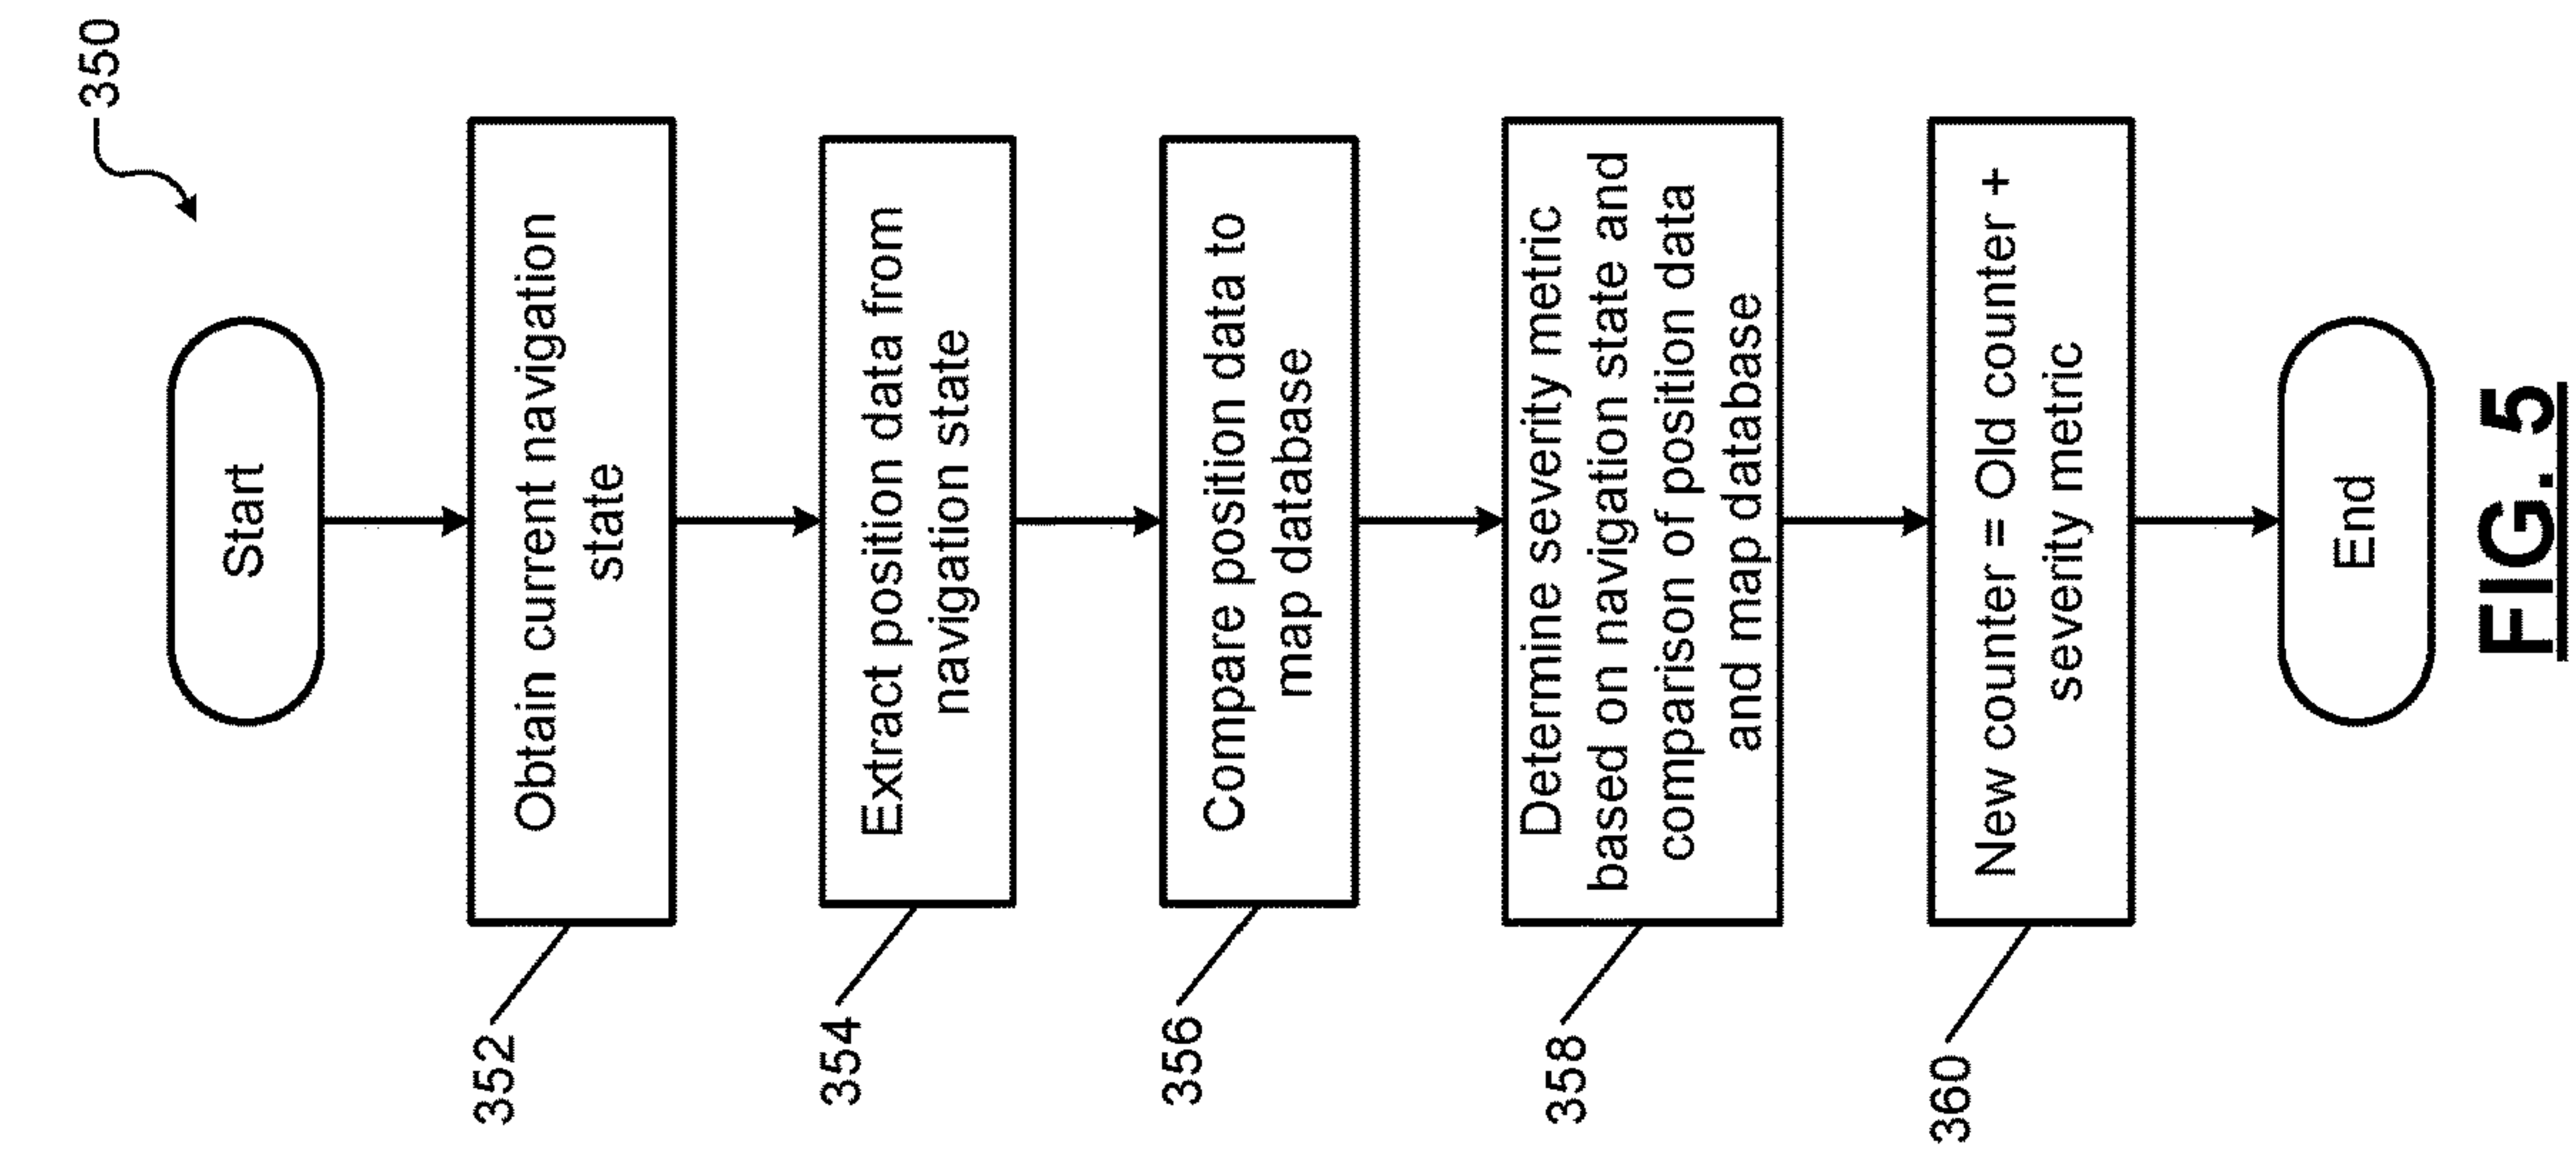 350
Start
352
Obtain current navigation
state
354
Extract position data from
navigation state
356
Compare position data to
map database
358
Determine severity metric
based on navigation state and
comparison of position data
and map database
360
New counter = Old counter +
severity metric
End
FIG. 5